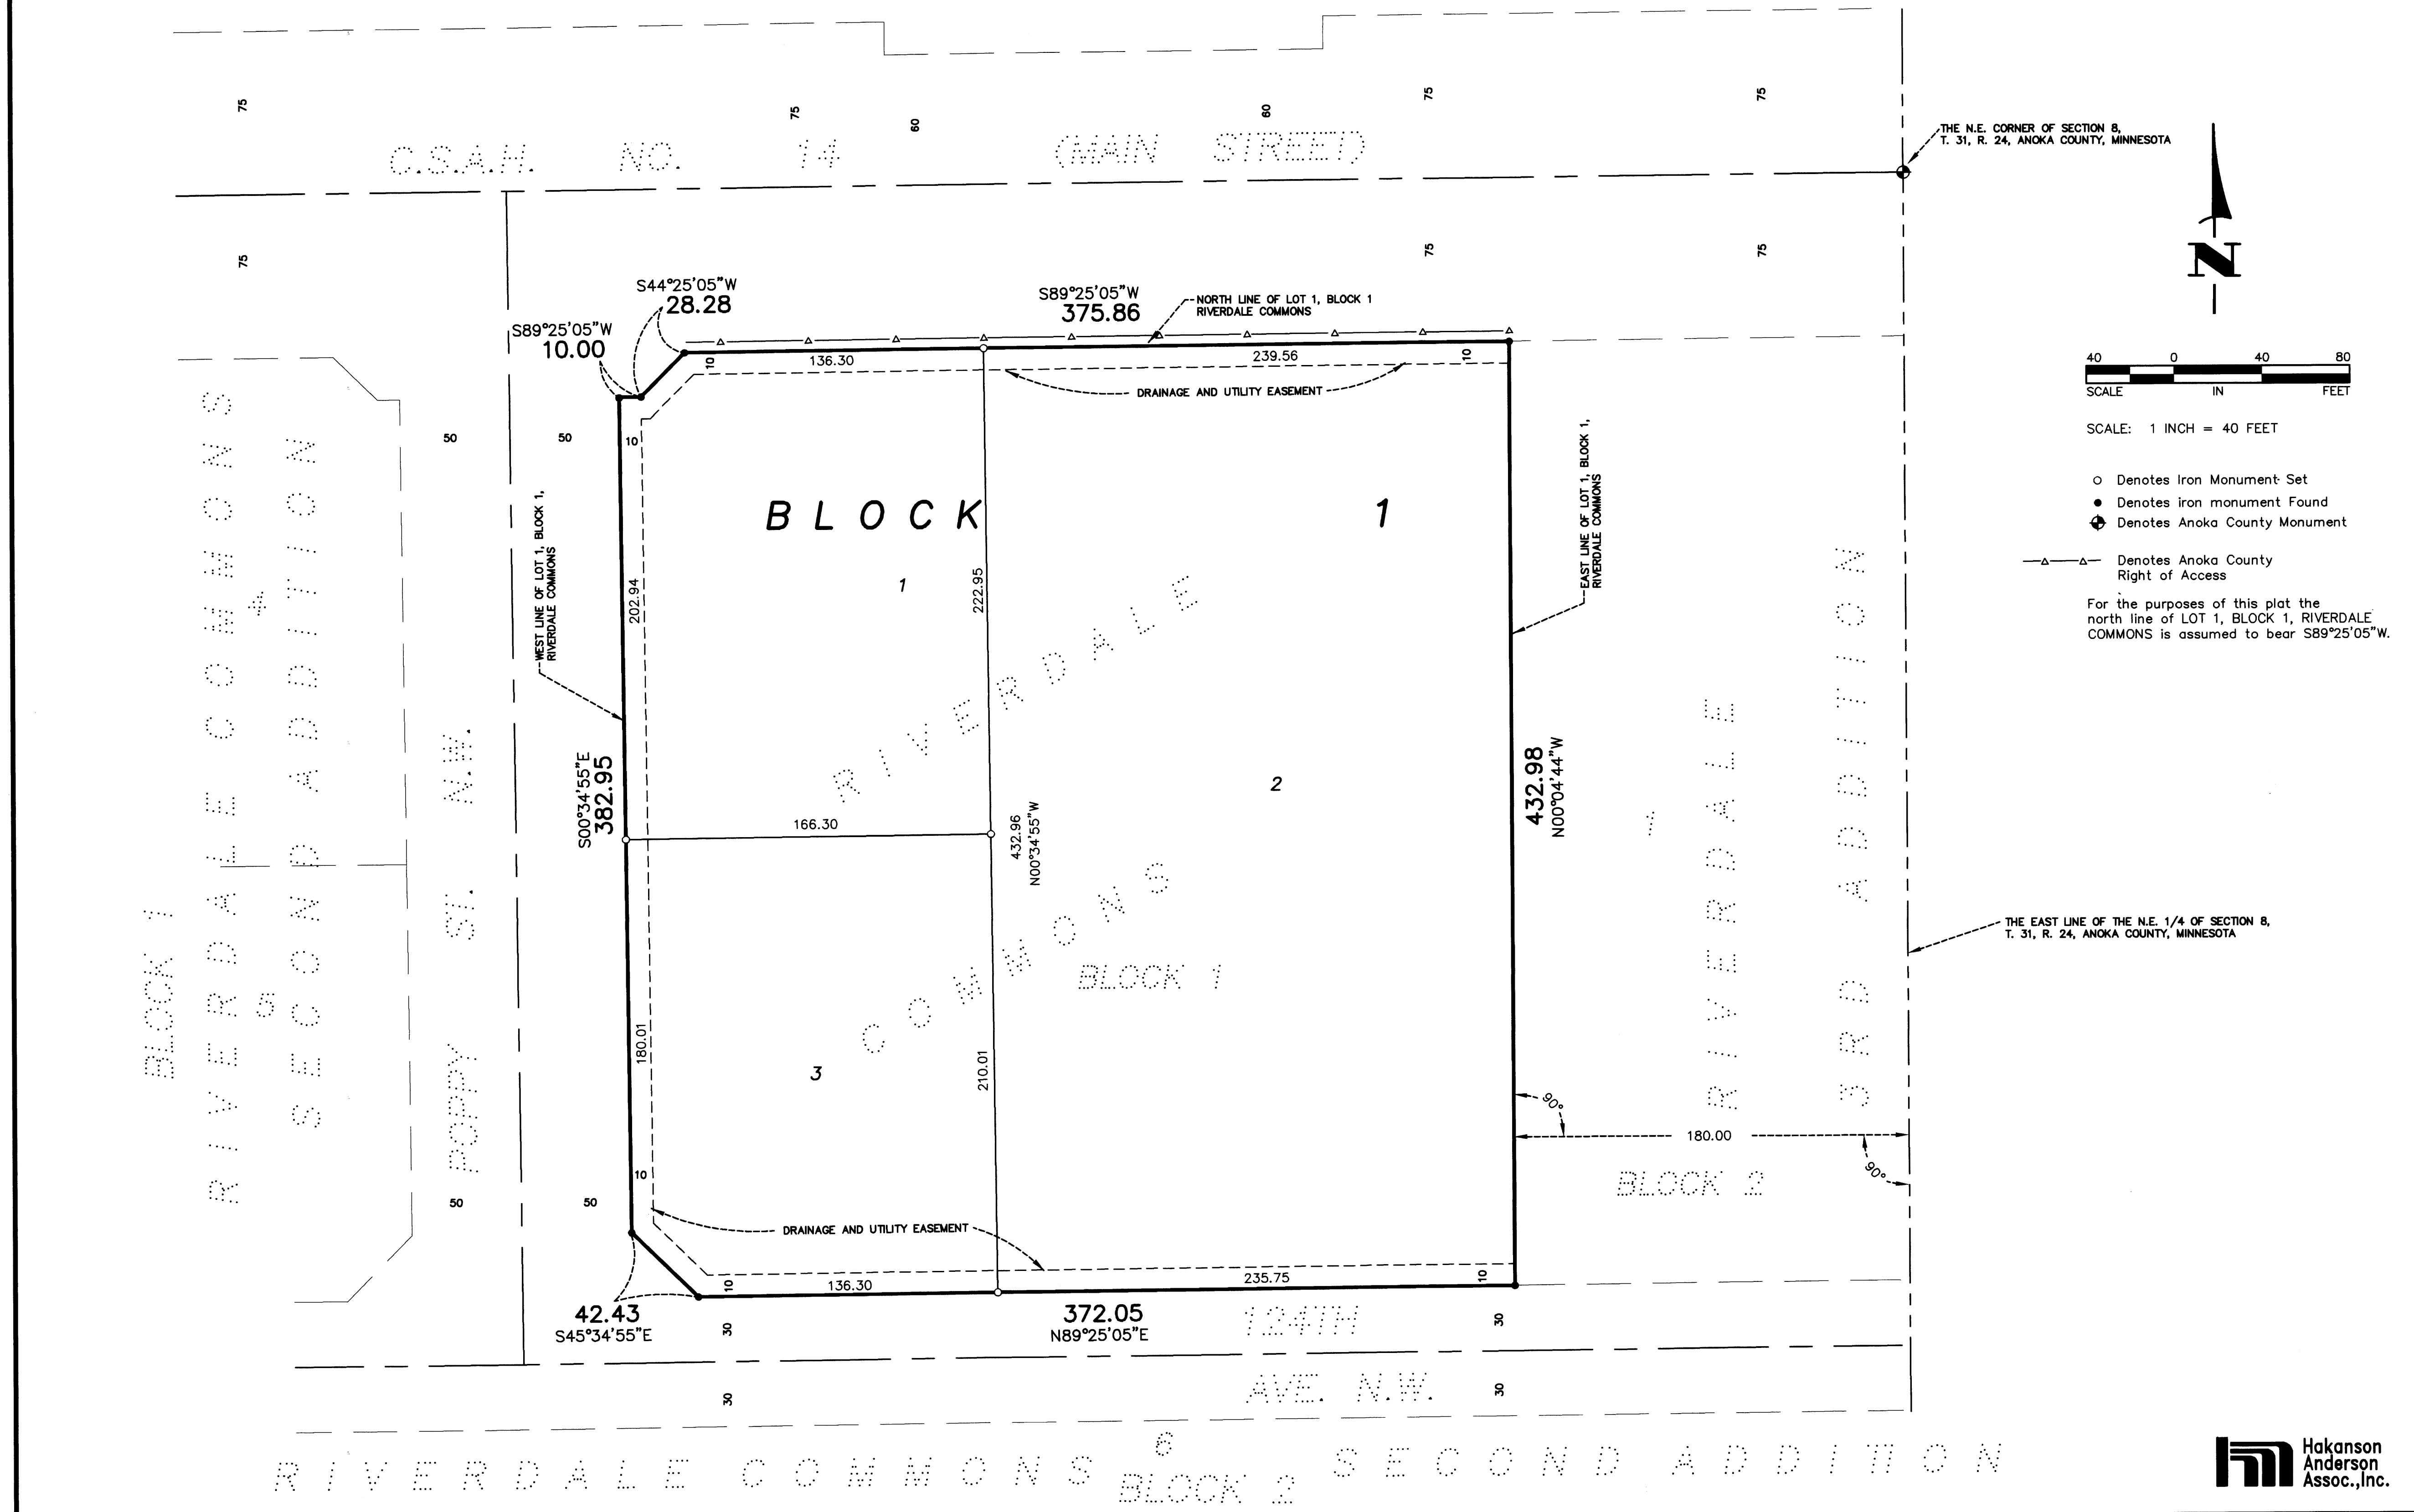 75
75
60
60
75
75
C.S.A.H. NO. 14 (MAIN STREET)
THE N.E. CORNER OF SECTION 8,
T. 31, R. 24, ANOKA COUNTY, MINNESOTA
N
75
75
75
S44°25'05"W
28.28
S89°25'05"W
10.00
S89°25'05"W
375.86
NORTH LINE OF LOT 1, BLOCK 1
RIVERDALE COMMONS
10
136.30
239.56
10
DRAINAGE AND UTILITY EASEMENT
40 0 40 80
SCALE IN FEET
SCALE: 1 INCH = 40 FEET
Denotes Iron Monument Set
Denotes iron monument Found
Denotes Anoka County Monument
Denotes Anoka County
Right of Access
For the purposes of this plat the
north line of LOT 1, BLOCK 1, RIVERDALE
COMMONS is assumed to bear S89°25'05"W.
50
50
10
BLOCK 1
1
WEST LINE OF LOT 1, BLOCK 1,
RIVERDALE COMMONS
202.94
222.95
EAST LINE OF LOT 1, BLOCK 1,
RIVERDALE COMMONS
RIVERDALE
COMMONS
BLOCK 1
2
S00°34'55"E
382.95
166.30
432.96
N00°34'55"W
432.98
N00°04'44"W
BLOCK 1
RIVERDALE COMMONS
SECOND ADDITION
4
5
POPPY ST. N.W.
180.01
210.01
3
1
RIVERDALE
3RD ADDITION
THE EAST LINE OF THE N.E. 1/4 OF SECTION 8,
T. 31, R. 24, ANOKA COUNTY, MINNESOTA
90°
180.00
90°
BLOCK 2
50
50
10
DRAINAGE AND UTILITY EASEMENT
10
136.30
235.75
10
42.43
S45°34'55"E
372.05
N89°25'05"E
30
124TH
30
AVE. N.W.
30
30
RIVERDALE COMMONS SECOND ADDITION
6
BLOCK 2
Hakanson
Anderson
Assoc.,Inc.